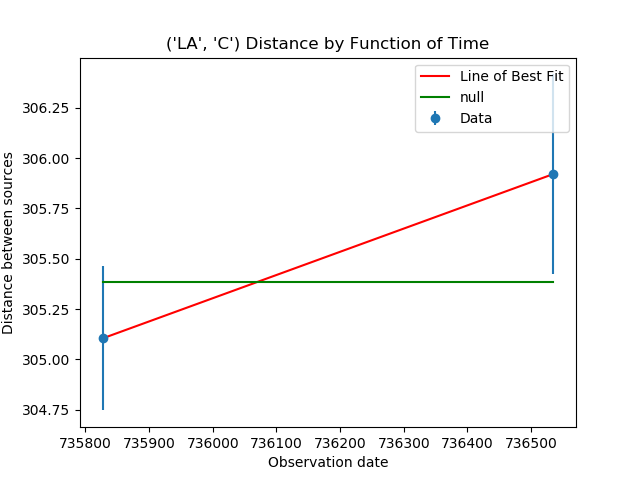 ('LA', 'C') Distance by Function of Time
Line of Best Fit
null
Data
306.25
306.00
305.75
305.50
305.25
305.00
304.75
Distance between sources
735800 735900 736000 736100 736200 736300 736400 736500
Observation date